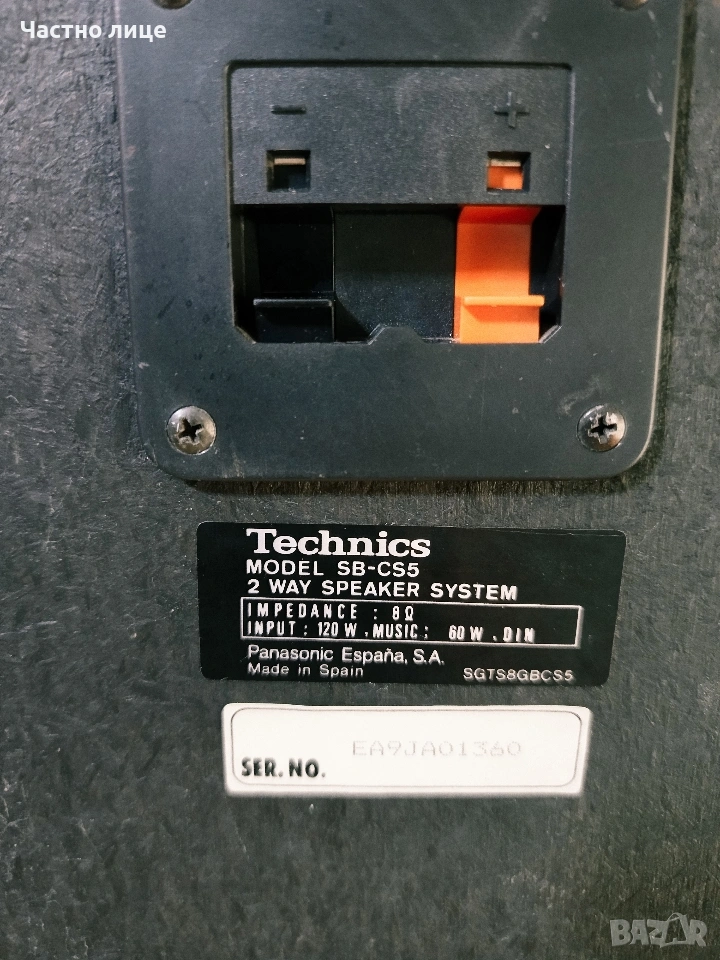 Частно лице
− +
Technics
MODEL SB-CS5
2 WAY SPEAKER SYSTEM
IMPEDANCE : 8Ω
INPUT : 120 W . MUSIC; 60 W . DIN
Panasonic España, S.A.
Made in Spain SGTS8GBCS5
EA9JA01360
SER. NO.
BAZAR